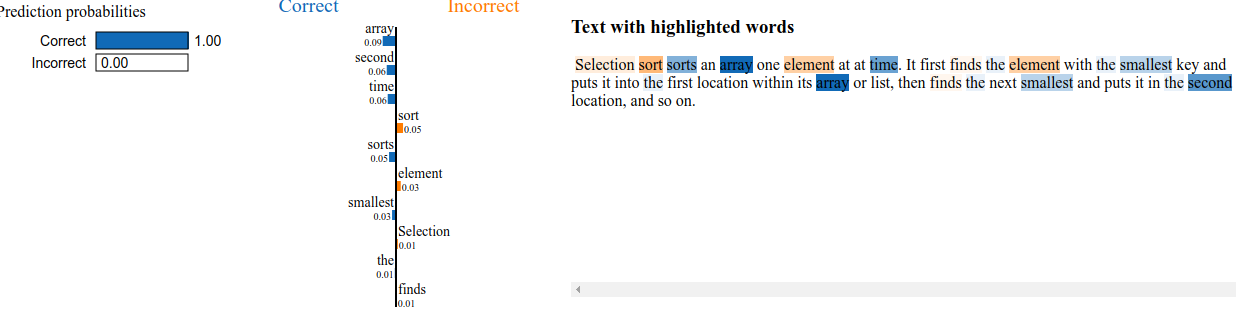 Prediction probabilities
Correct 1.00
Incorrect 0.00
Correct Incorrect
array
0.09
second
0.06
time
0.06
sort
0.05
sorts
0.05
element
0.03
smallest
0.03
Selection
0.01
the
0.01
finds
0.01
Text with highlighted words
Selection sort sorts an array one element at at time. It first finds the element with the smallest key and
puts it into the first location within its array or list, then finds the next smallest and puts it in the second
location, and so on.